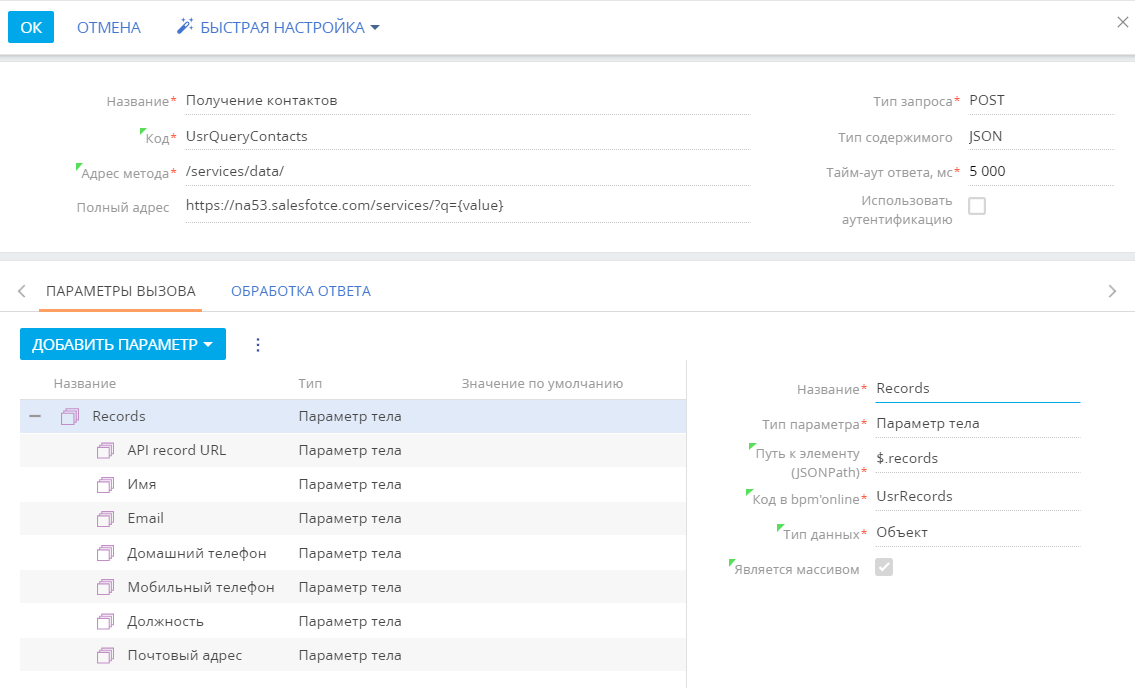 ОК ОТМЕНА БЫСТРАЯ НАСТРОЙКА
Название* Получение контактов
Код* UsrQueryContacts
Адрес метода* /services/data/
Полный адрес https://na53.salesfotce.com/services/?q={value}
Тип запроса* POST
Тип содержимого JSON
Тайм-аут ответа, мс* 5 000
Использовать
аутентификацию
ПАРАМЕТРЫ ВЫЗОВА ОБРАБОТКА ОТВЕТА
ДОБАВИТЬ ПАРАМЕТР
Название Тип Значение по умолчанию
Records Параметр тела
API record URL Параметр тела
Имя Параметр тела
Email Параметр тела
Домашний телефон Параметр тела
Мобильный телефон Параметр тела
Должность Параметр тела
Почтовый адрес Параметр тела
Название* Records
Тип параметра* Параметр тела
Путь к элементу
(JSONPath)* $.records
Код в bpm'online* UsrRecords
Тип данных* Объект
Является массивом